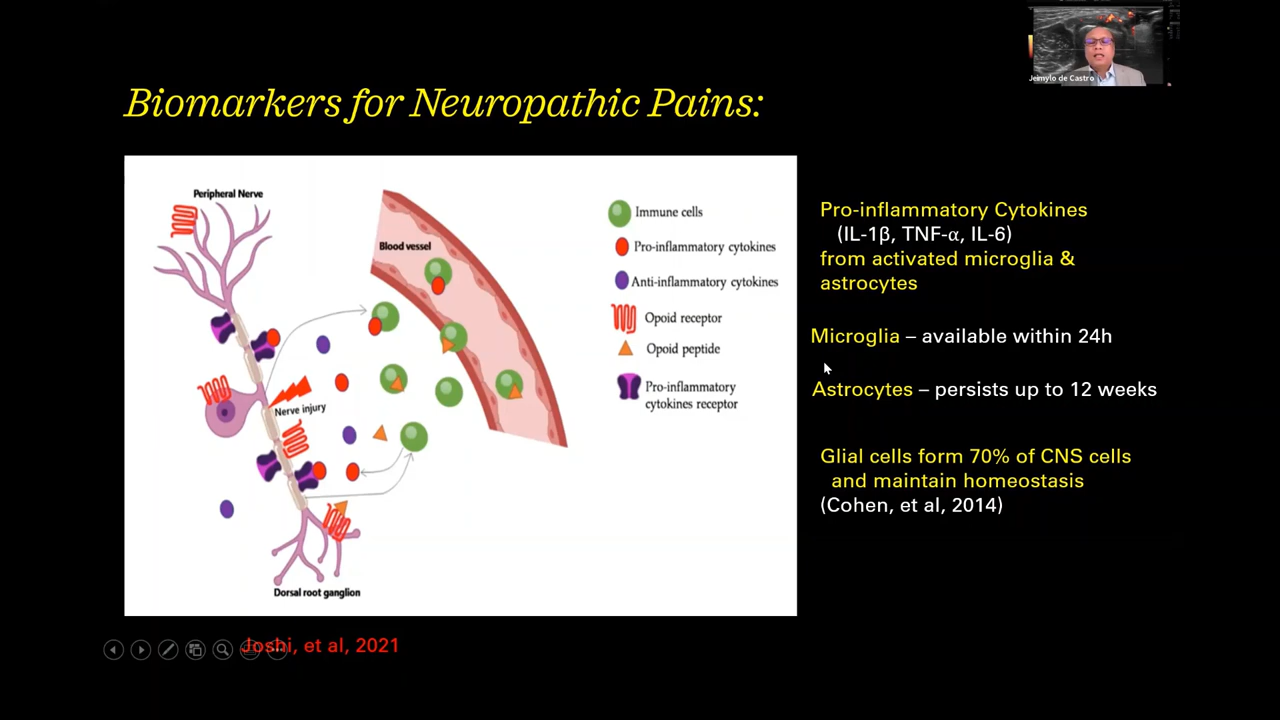 Jeimylo de Castro
Biomarkers for Neuropathic Pains:
Peripheral Nerve
Blood vessel
Nerve injury
Dorsal root ganglion
Immune cells
Pro-inflammatory cytokines
Anti-inflammatory cytokines
Opoid receptor
Opoid peptide
Pro-inflammatory
cytokines receptor
Pro-inflammatory Cytokines
(IL-1β, TNF-α, IL-6)
from activated microglia &
astrocytes
Microglia – available within 24h
Astrocytes – persists up to 12 weeks
Glial cells form 70% of CNS cells
and maintain homeostasis
(Cohen, et al, 2014)
Joshi, et al, 2021